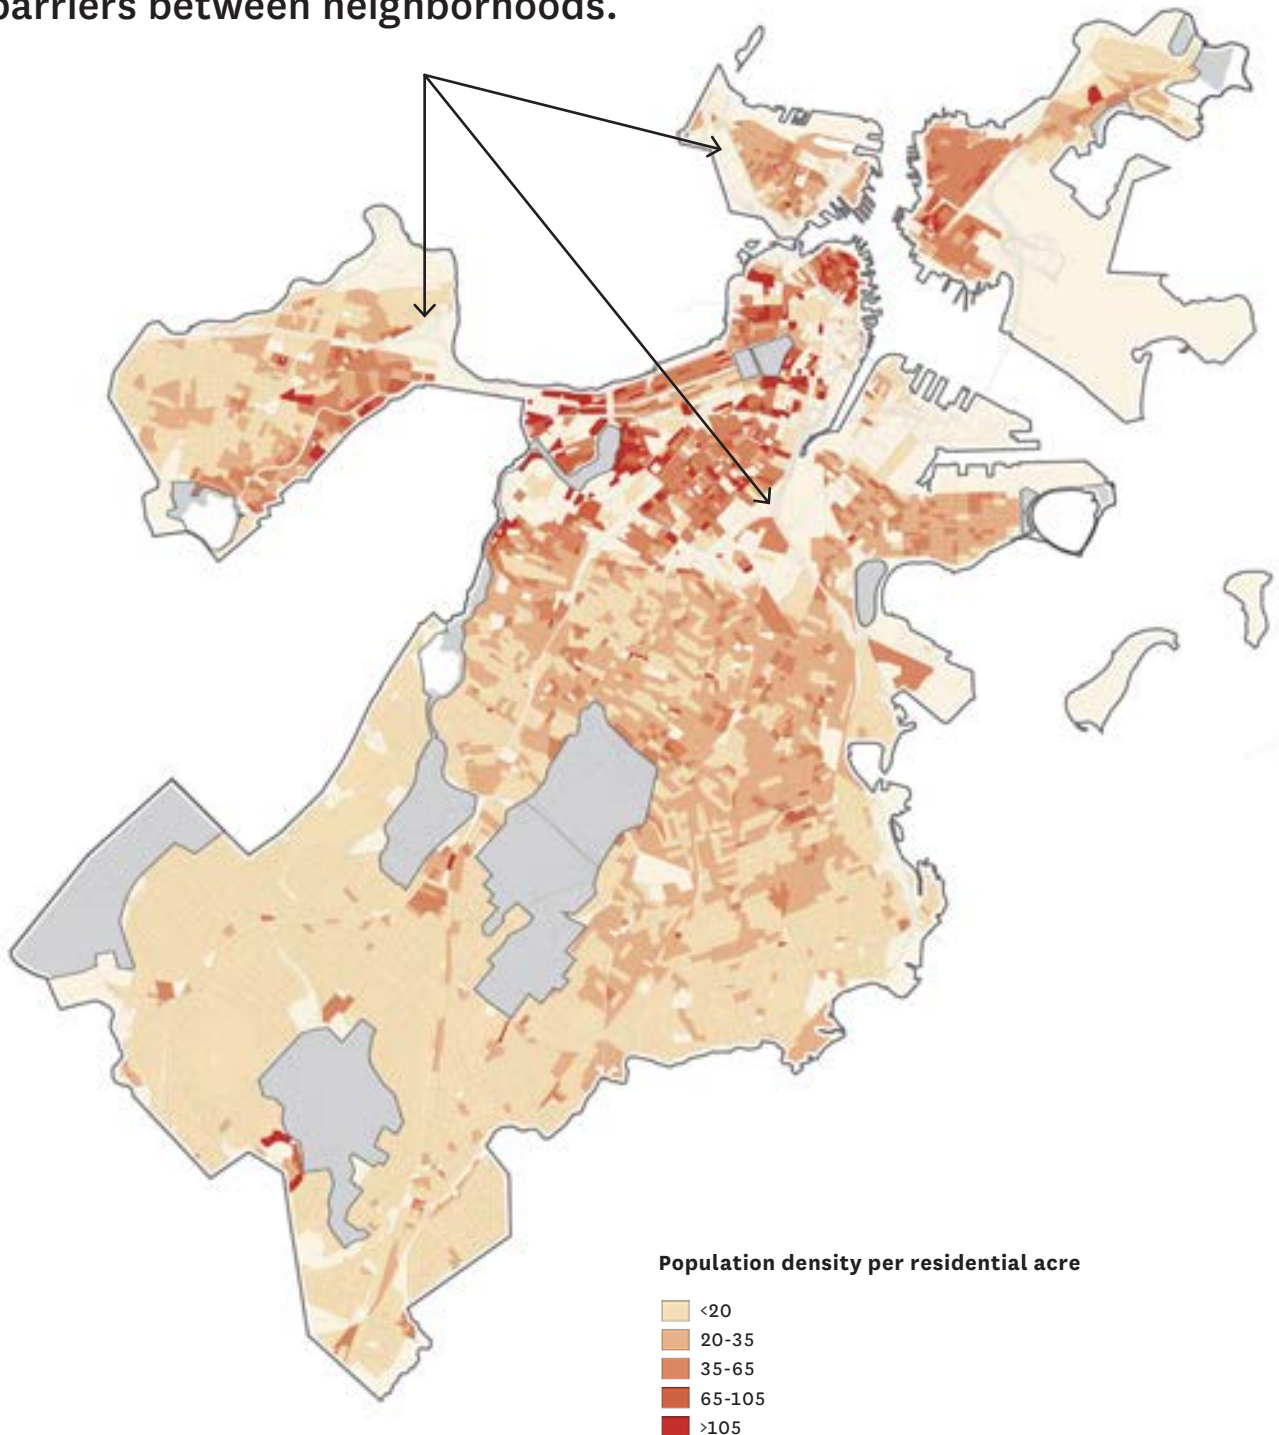 barriers between neighborhoods.
Population density per residential acre
<20
20-35
35-65
65-105
>105